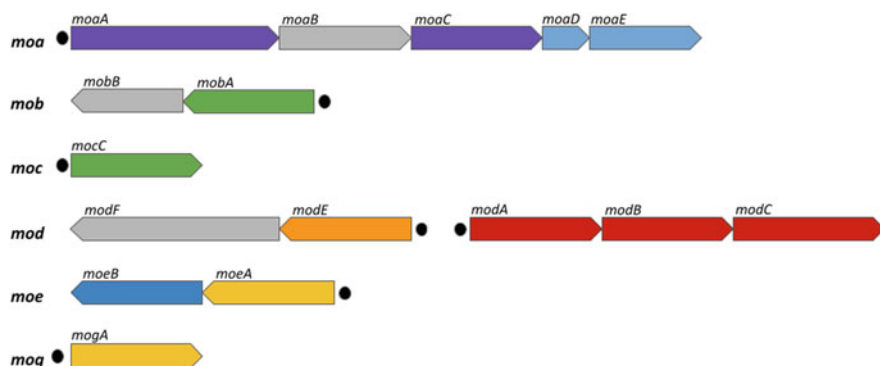 moaA moaB moaC moaD moaE
moa
mobB mobA
mob
mocC
moc
modF modE modA modB modC
mod
moeB moeA
moe
mogA
mog